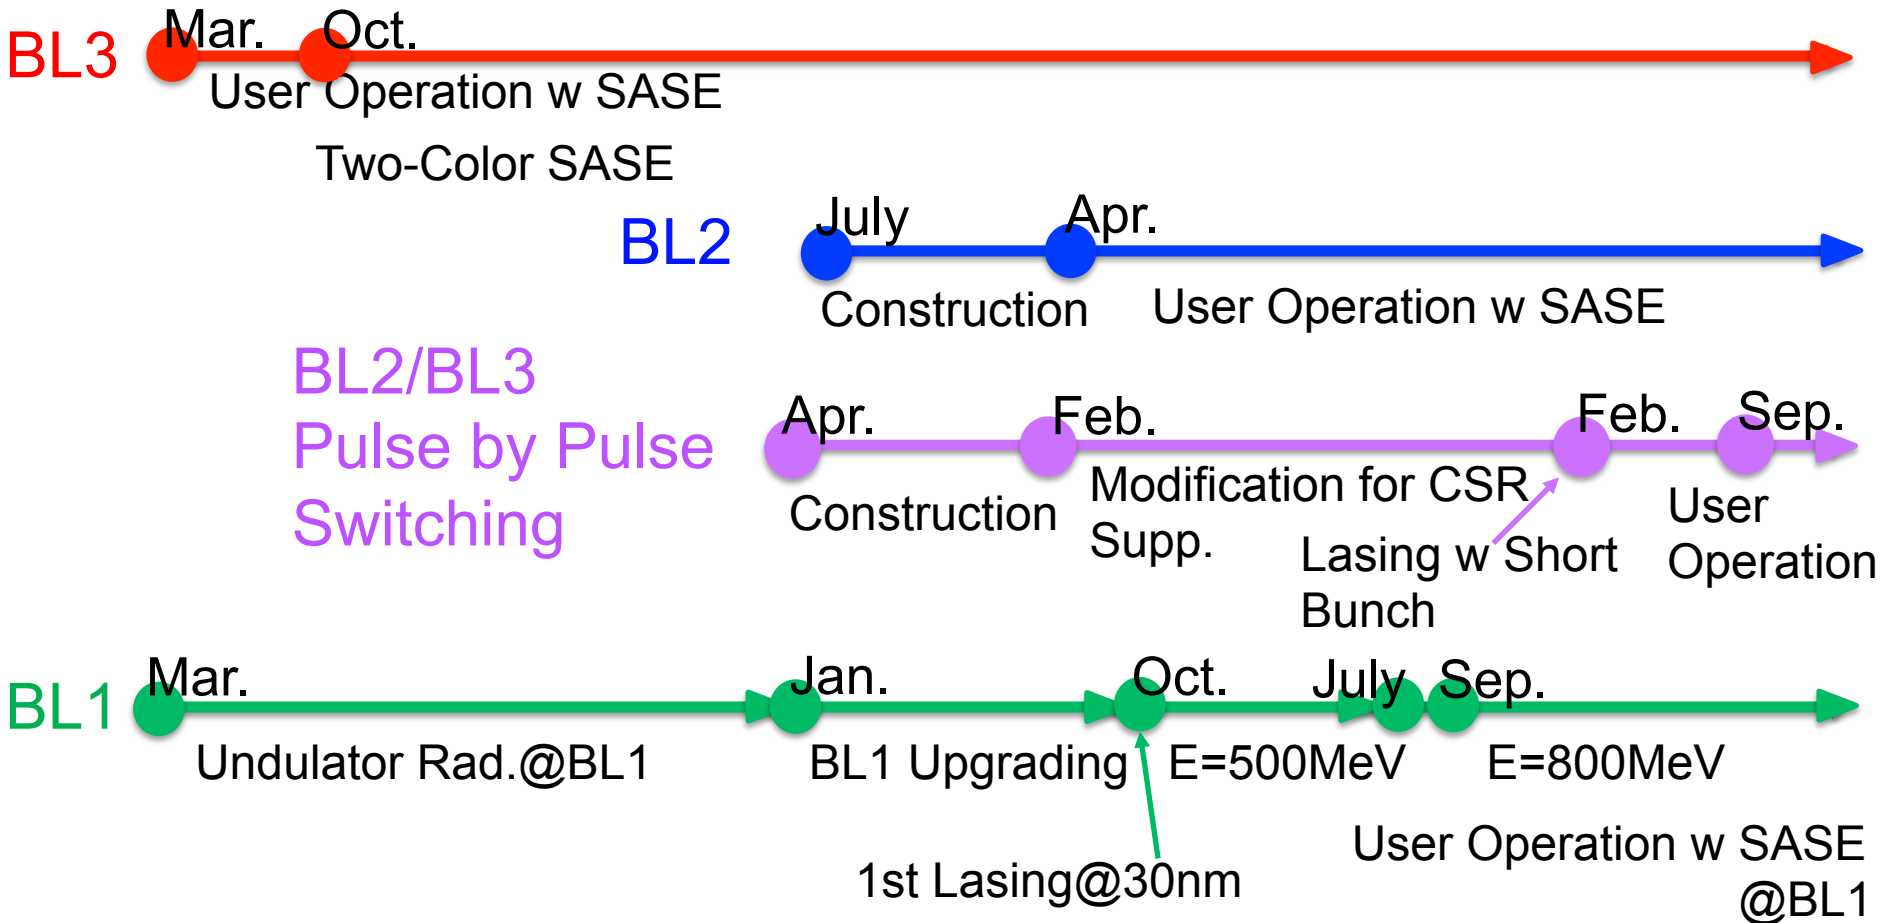 BL3
Mar.
Oct.
User Operation w SASE
Two-Color SASE
BL2
July
Apr.
Construction
User Operation w SASE
BL2/BL3
Pulse by Pulse
Switching
Apr.
Feb.
Feb.
Sep.
Construction
Modification for CSR
Supp.
Lasing w Short
Bunch
User
Operation
BL1
Mar.
Jan.
Oct.
July
Sep.
Undulator Rad.@BL1
BL1 Upgrading
E=500MeV
E=800MeV
1st Lasing@30nm
User Operation w SASE
@BL1